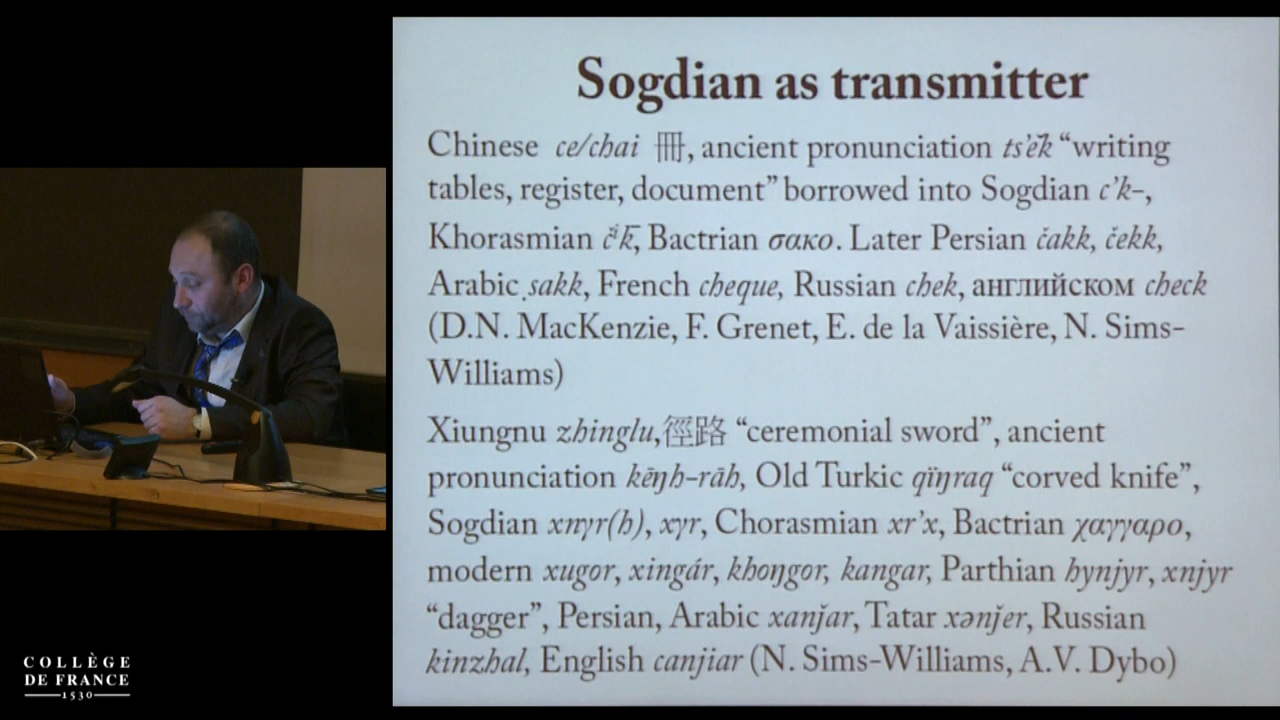 Sogdian as transmitter
Chinese ce/chai 冊, ancient pronunciation ts'ĕk "writing
tables, register, document" borrowed into Sogdian c'k-,
Khorasmian Bactrian σακο. Later Persian čakk, čekk,
Arabic ṣakk, French cheque, Russian chek, английском check
(D.N. MacKenzie, F. Grenet, E. de la Vaissière, N. Sims-
Williams)
Xiungnu zhinglu,徑路 "ceremonial sword", ancient
pronunciation kēŋh-rāh, Old Turkic qïŋraq "corved knife",
Sogdian xnγr(h), xγr, Chorasmian xr'x, Bactrian χαγγαρο,
modern xugor, xingár, khoŋgor, kangar, Parthian hynjyr, xnjyr
"dagger", Persian, Arabic xanǰar, Tatar xənǰer, Russian
kinzhal, English canjiar (N. Sims-Williams, A.V. Dybo)
COLLÈGE
DE FRANCE
1530